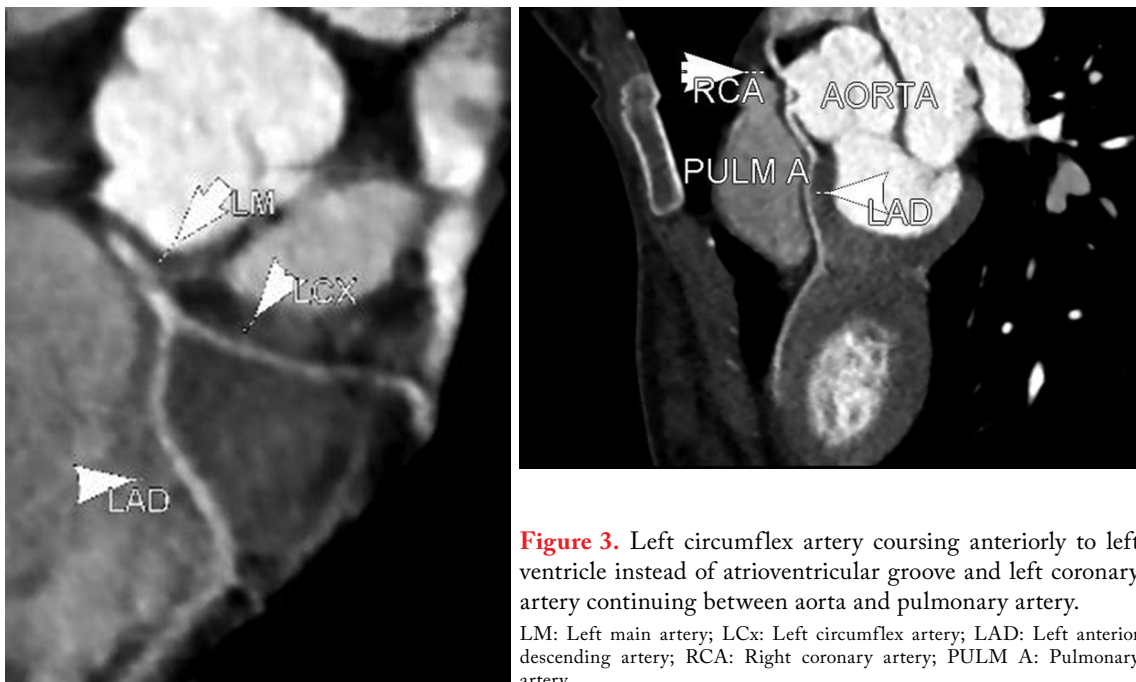 LM
LCX
LAD
RCA
AORTA
PULM A
LAD
Figure 3. Left circumflex artery coursing anteriorly to left
ventricle instead of atrioventricular groove and left coronary
artery continuing between aorta and pulmonary artery.
LM: Left main artery; LCx: Left circumflex artery; LAD: Left anterior
descending artery; RCA: Right coronary artery; PULM A: Pulmonary
artery